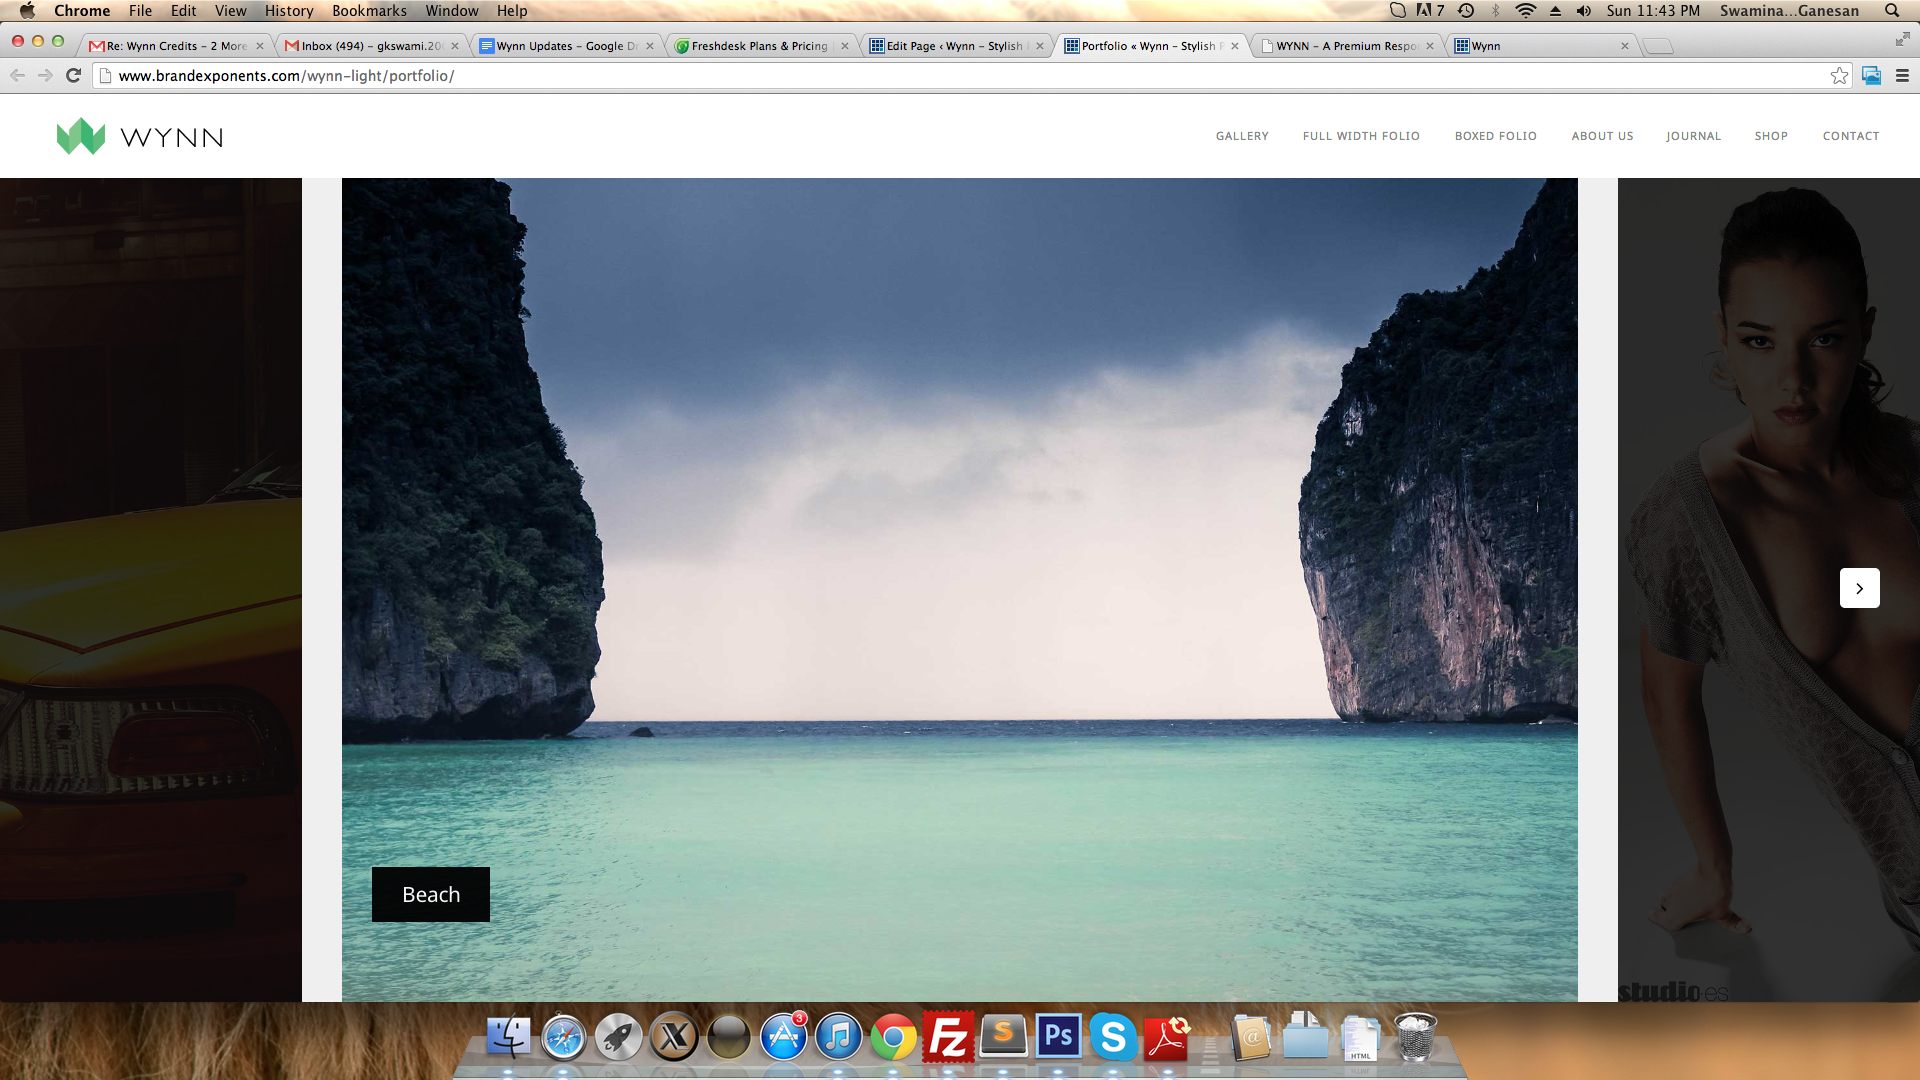 Chrome File Edit View History Bookmarks Window Help 7 Sun 11:43 PM Swamina...Ganesan
Re: Wynn Credits – 2 More Inbox (494) – gkswami.20 Wynn Updates – Google D Freshdesk Plans & Pricing Edit Page ‹ Wynn – Stylish Portfolio « Wynn – Stylish P WYNN – A Premium Respo Wynn
www.brandexponents.com/wynn-light/portfolio/
WYNN
GALLERY FULL WIDTH FOLIO BOXED FOLIO ABOUT US JOURNAL SHOP CONTACT
Beach
studio.es
3
X Fz S Ps S
HTML